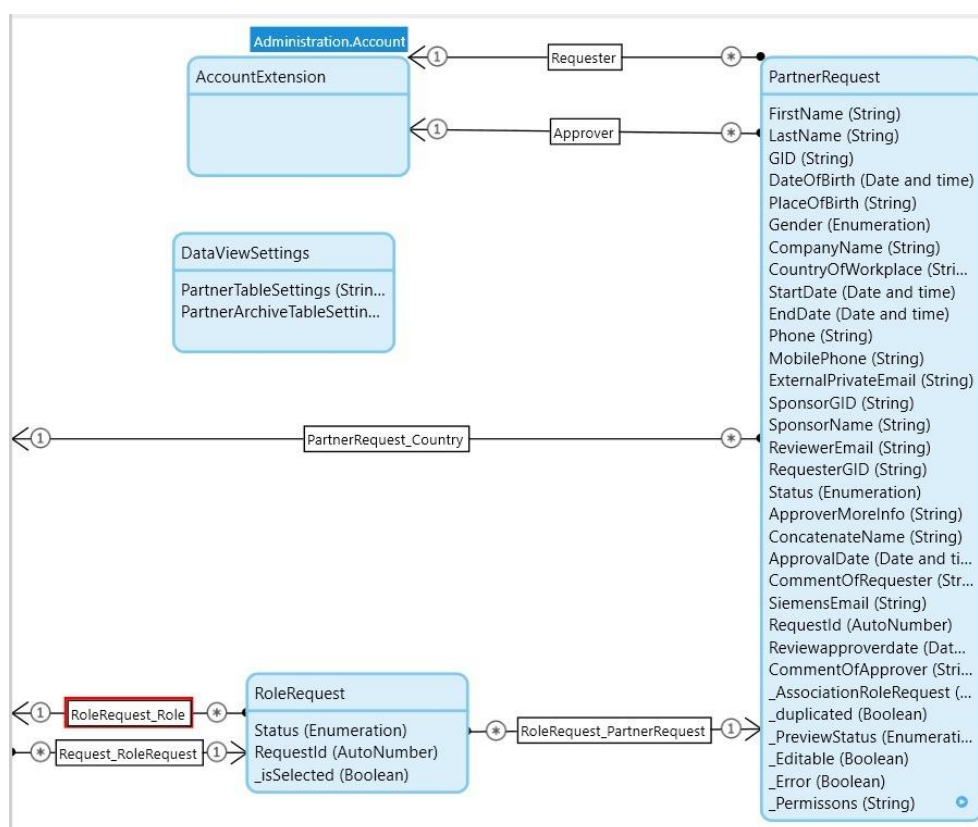 Administration.Account
AccountExtension
1
Requester
*
1
Approver
*
PartnerRequest
FirstName (String)
LastName (String)
GID (String)
DateOfBirth (Date and time)
PlaceOfBirth (String)
Gender (Enumeration)
CompanyName (String)
CountryOfWorkplace (Stri...
StartDate (Date and time)
EndDate (Date and time)
Phone (String)
MobilePhone (String)
ExternalPrivateEmail (String)
SponsorGID (String)
SponsorName (String)
ReviewerEmail (String)
RequesterGID (String)
Status (Enumeration)
ApproverMoreInfo (String)
ConcatenateName (String)
ApprovalDate (Date and ti...
CommentOfRequester (Str...
SiemensEmail (String)
RequestId (AutoNumber)
Reviewapproverdate (Dat...
CommentOfApprover (Stri...
_AssociationRoleRequest (...
_duplicated (Boolean)
_PreviewStatus (Enumerati...
_Editable (Boolean)
_Error (Boolean)
_Permissons (String)
DataViewSettings
PartnerTableSettings (Strin...
PartnerArchiveTableSettin...
1
PartnerRequest_Country
*
1
RoleRequest_Role
*
*
Request_RoleRequest
1
RoleRequest
Status (Enumeration)
RequestId (AutoNumber)
_isSelected (Boolean)
*
RoleRequest_PartnerRequest
1